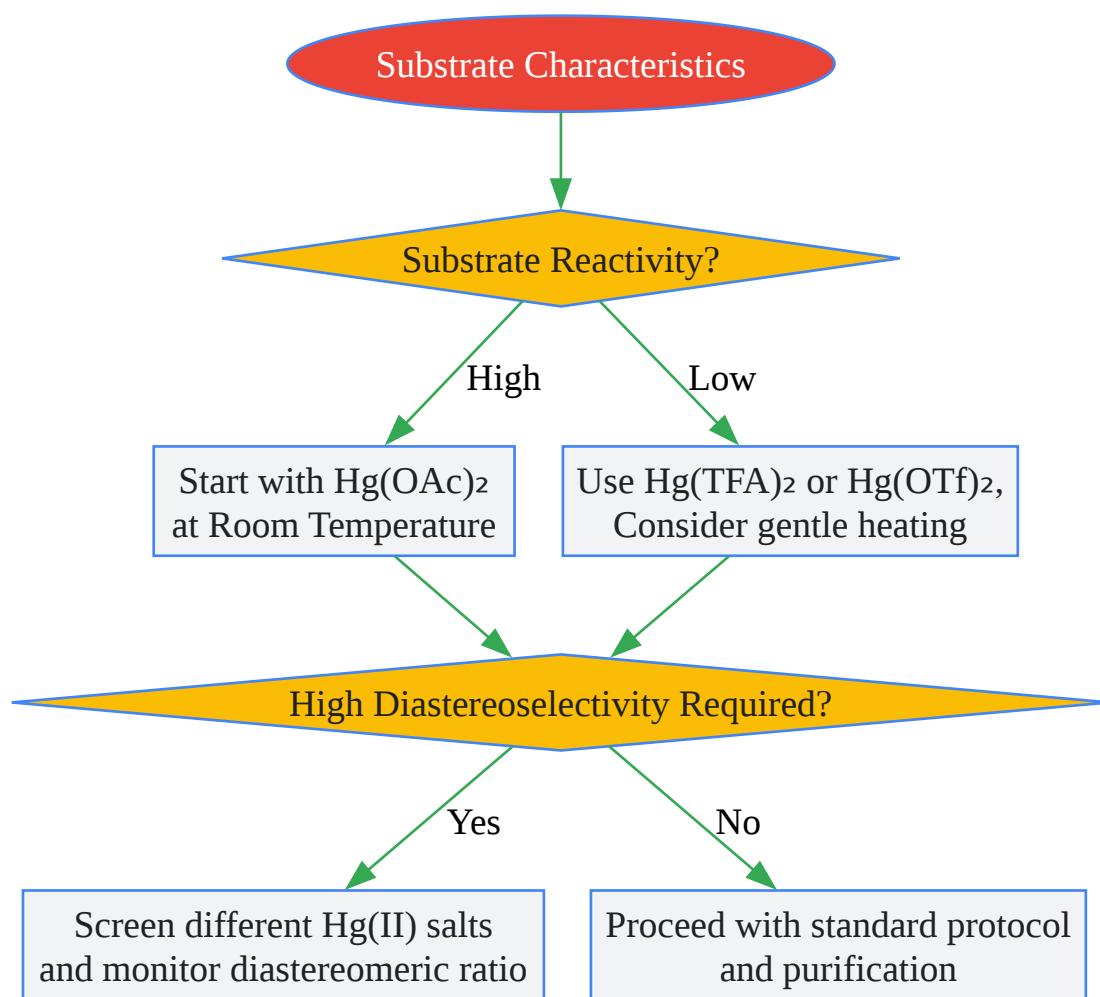 Substrate Characteristics
Substrate Reactivity?
High
Low
Start with Hg(OAc)₂
at Room Temperature
Use Hg(TFA)₂ or Hg(OTf)₂,
Consider gentle heating
High Diastereoselectivity Required?
Yes
No
Screen different Hg(II) salts
and monitor diastereomeric ratio
Proceed with standard protocol
and purification